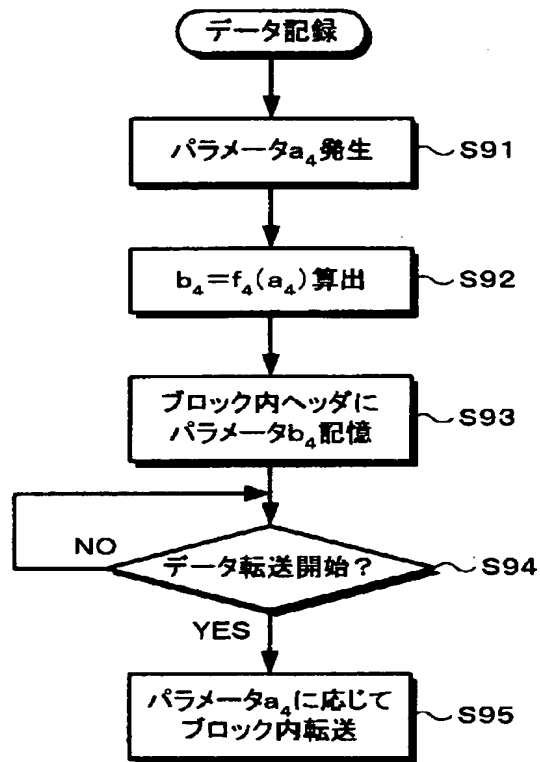 データ記録
パラメータa₄発生
S91
b₄=f₄(a₄)算出
S92
ブロック内ヘッダに
パラメータb₄記憶
S93
データ転送開始?
S94
NO
YES
パラメータa₄に応じて
ブロック内転送
S95